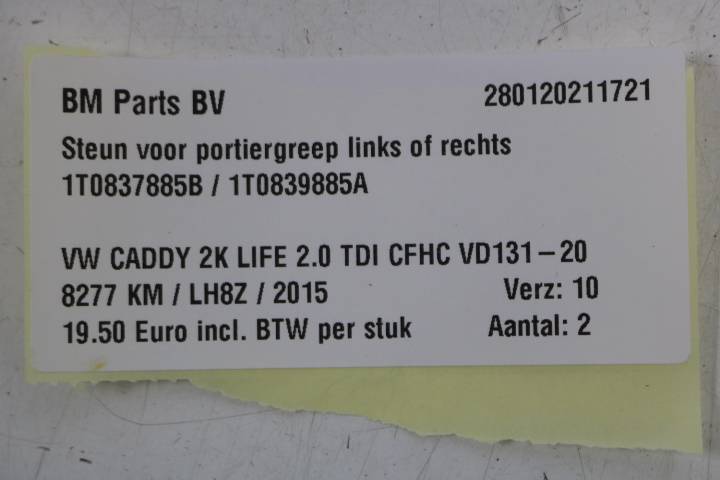 BM Parts BV 280120211721
Steun voor portiergreep links of rechts
1T0837885B / 1T0839885A
VW CADDY 2K LIFE 2.0 TDI CFHC VD131-20
8277 KM / LH8Z / 2015 Verz: 10
19.50 Euro incl. BTW per stuk Aantal: 2